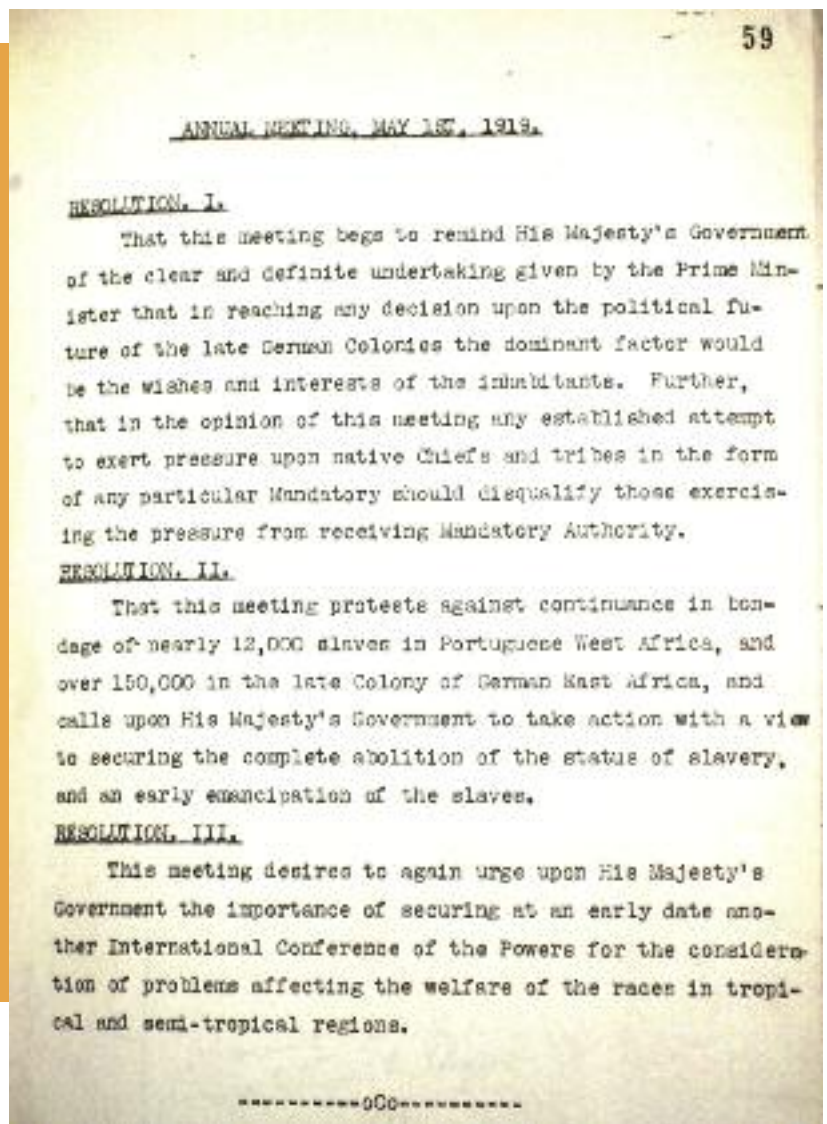 59
ANNUAL MEETING, MAY 1ST, 1919.
RESOLUTION. I.
That this meeting begs to remind His Majesty's Government
of the clear and definite undertaking given by the Prime Min-
ister that in reaching any decision upon the political fu-
ture of the late German Colonies the dominant factor would
be the wishes and interests of the inhabitants. Further,
that in the opinion of this meeting any established attempt
to exert pressure upon native Chiefs and tribes in the form
of any particular Mandatory should disqualify those exercis-
ing the pressure from receiving Mandatory Authority.
RESOLUTION. II.
That this meeting protests against continuance in bon-
dage of nearly 12,000 slaves in Portuguese West Africa, and
over 150,000 in the late Colony of German East Africa, and
calls upon His Majesty's Government to take action with a view
to securing the complete abolition of the status of slavery,
and an early emancipation of the slaves.
RESOLUTION. III.
This meeting desires to again urge upon His Majesty's
Government the importance of securing at an early date ano-
ther International Conference of the Powers for the considera-
tion of problems affecting the welfare of the races in tropi-
cal and semi-tropical regions.
----------oOo----------